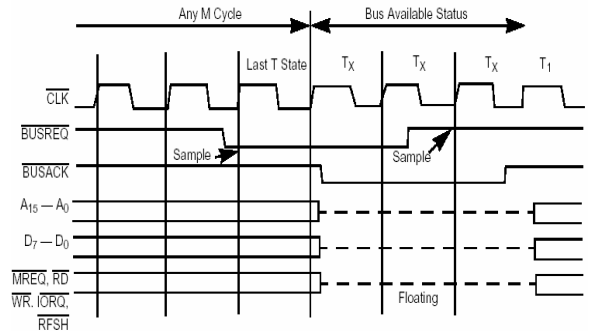 Any M Cycle
Bus Available Status
Last T State
TX
TX
TX
T1
CLK
BUSREQ
Sample
Sample
BUSACK
A15 — A0
D7 — D0
MREQ, RD
WR. IORQ,
RFSH
Floating